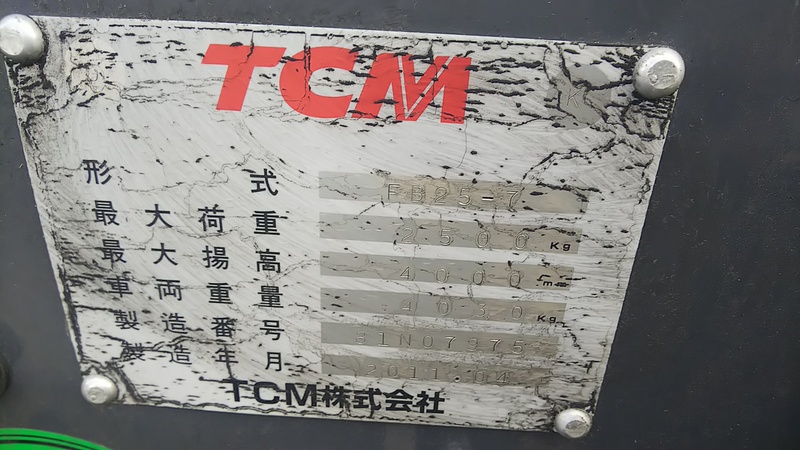 TCM
K
形式 FB25-7
最大荷重 2500 Kg
最大揚高 4000 mm
車両重量 4030 Kg
製造番号 51N07375
製造年月 2011.04
TCM株式会社